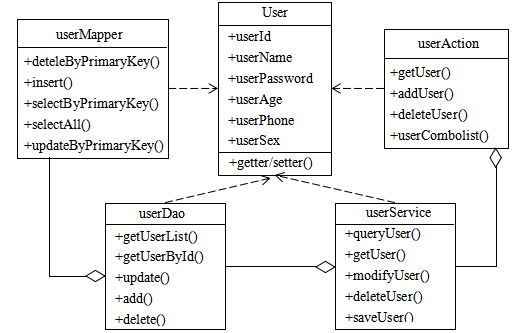 userMapper
+deteleByPrimaryKey()
+insert()
+selectByPrimaryKey()
+selectAll()
+updateByPrimaryKey()
User
+userId
+userName
+userPassword
+userAge
+userPhone
+userSex
+getter/setter()
userAction
+getUser()
+addUser()
+deleteUser()
+userCombolist()
userDao
+getUserList()
+getUserById()
+update()
+add()
+delete()
userService
+queryUser()
+getUser()
+modifyUser()
+deleteUser()
+saveUser()